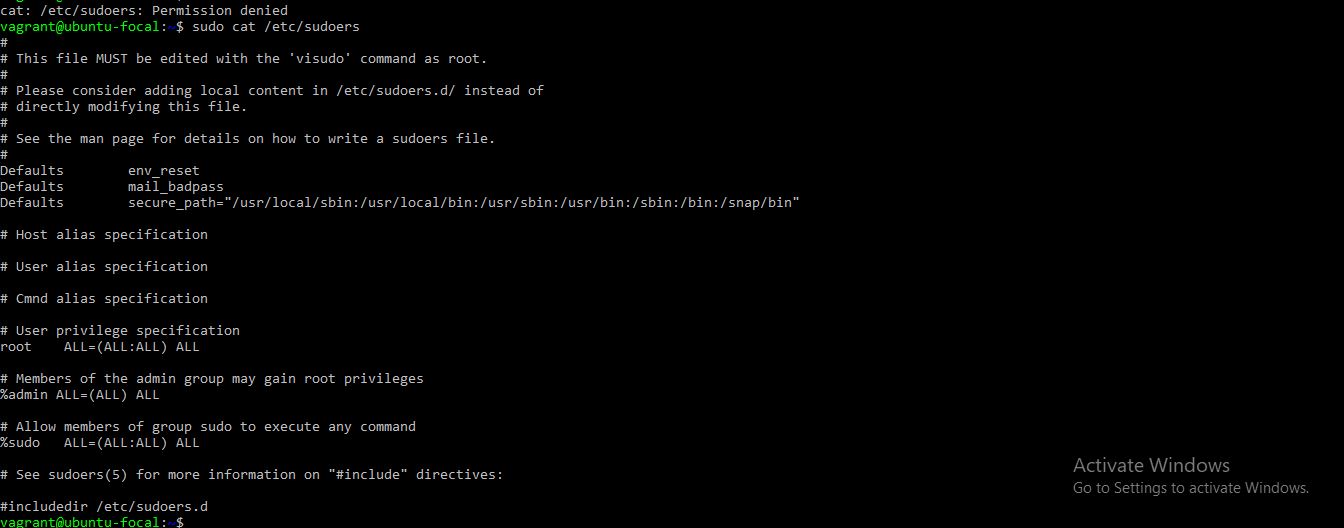 cat: /etc/sudoers: Permission denied
vagrant@ubuntu-focal:~$ sudo cat /etc/sudoers
#
# This file MUST be edited with the 'visudo' command as root.
#
# Please consider adding local content in /etc/sudoers.d/ instead of
# directly modifying this file.
#
# See the man page for details on how to write a sudoers file.
#
Defaults        env_reset
Defaults        mail_badpass
Defaults        secure_path="/usr/local/sbin:/usr/local/bin:/usr/sbin:/usr/bin:/sbin:/bin:/snap/bin"

# Host alias specification

# User alias specification

# Cmnd alias specification

# User privilege specification
root    ALL=(ALL:ALL) ALL

# Members of the admin group may gain root privileges
%admin ALL=(ALL) ALL

# Allow members of group sudo to execute any command
%sudo   ALL=(ALL:ALL) ALL

# See sudoers(5) for more information on "#include" directives:

#includedir /etc/sudoers.d
vagrant@ubuntu-focal:~$
Activate Windows
Go to Settings to activate Windows.